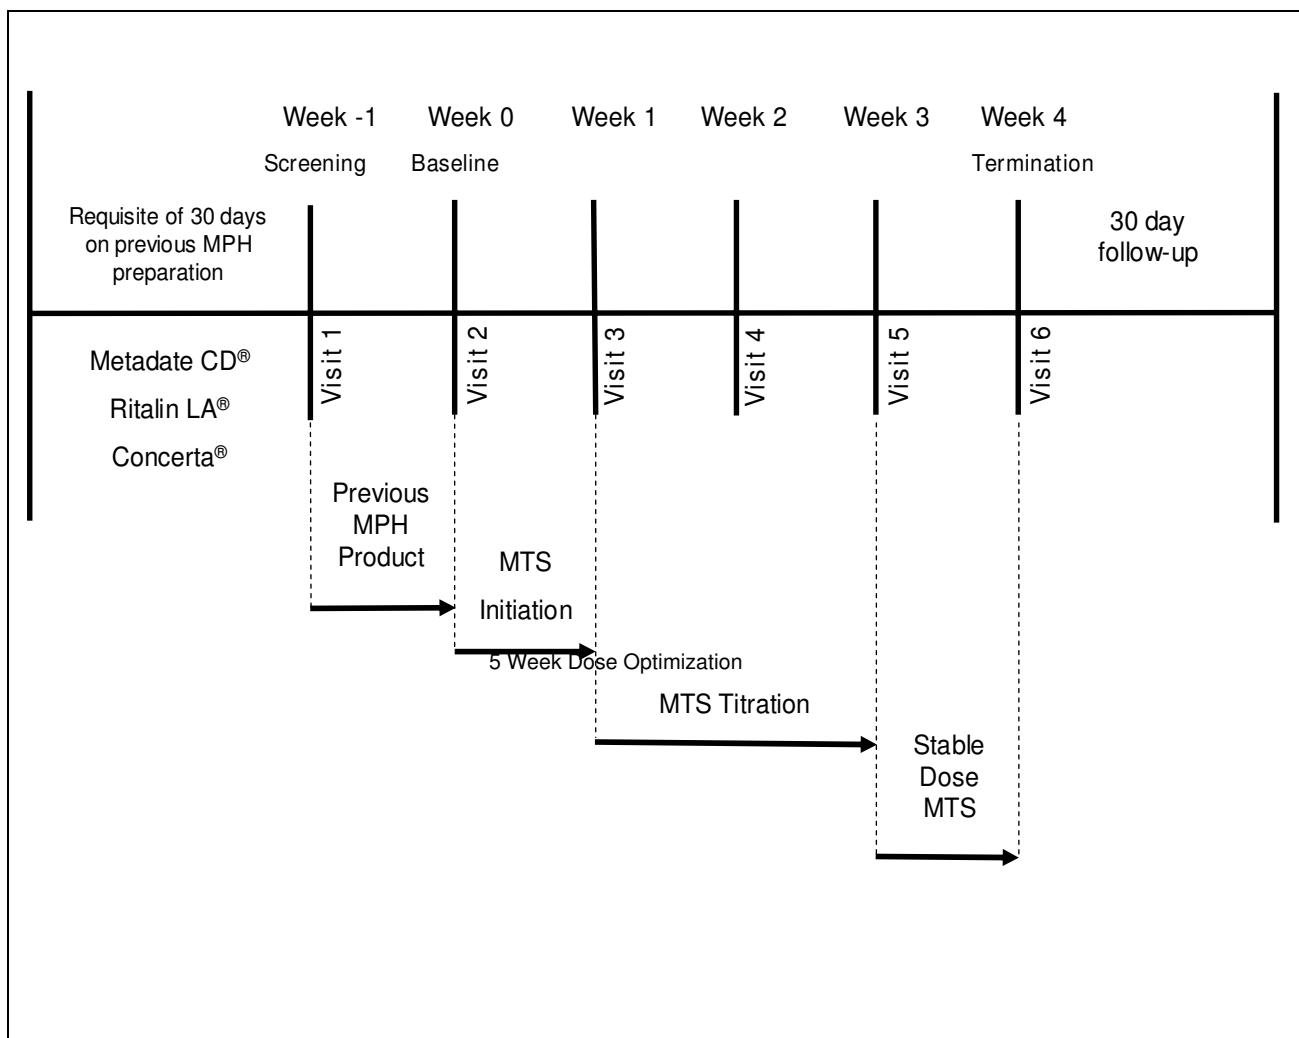 Week -1
Week 0
Week 1
Week 2
Week 3
Week 4
Screening
Baseline
Termination
Requisite of 30 days
on previous MPH
preparation
30 day
follow-up
Visit 1
Visit 2
Visit 3
Visit 4
Visit 5
Visit 6
Metadate CD®
Ritalin LA®
Concerta®
Previous
MPH
Product
MTS
Initiation
5 Week Dose Optimization
MTS Titration
Stable
Dose
MTS